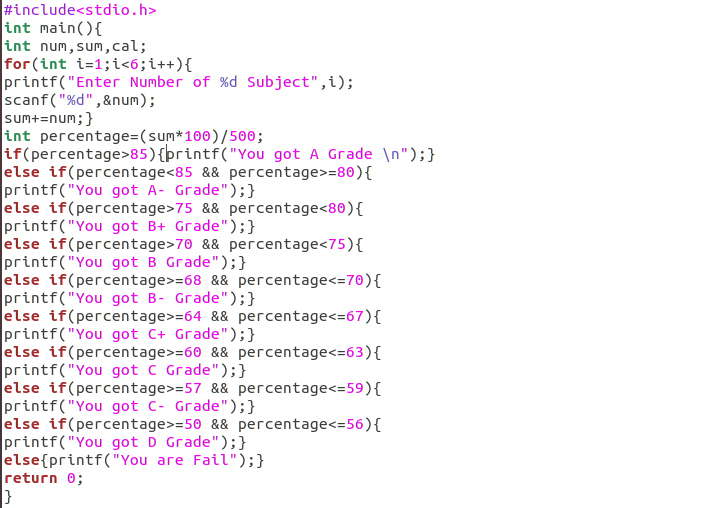 #include<stdio.h>
int main(){
int num,sum,cal;
for(int i=1;i<6;i++){
printf("Enter Number of %d Subject",i);
scanf("%d",&num);
sum+=num;}
int percentage=(sum*100)/500;
if(percentage>85){printf("You got A Grade \n");}
else if(percentage<85 && percentage>=80){
printf("You got A- Grade");}
else if(percentage>75 && percentage<80){
printf("You got B+ Grade");}
else if(percentage>70 && percentage<75){
printf("You got B Grade");}
else if(percentage>=68 && percentage<=70){
printf("You got B- Grade");}
else if(percentage>=64 && percentage<=67){
printf("You got C+ Grade");}
else if(percentage>=60 && percentage<=63){
printf("You got C Grade");}
else if(percentage>=57 && percentage<=59){
printf("You got C- Grade");}
else if(percentage>=50 && percentage<=56){
printf("You got D Grade");}
else{printf("You are Fail");}
return 0;
}